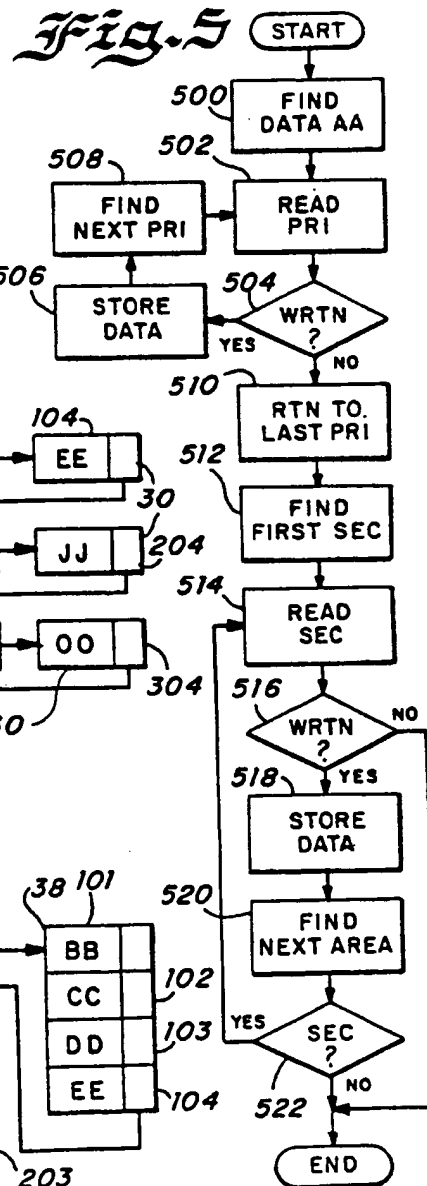 Fig.5
START
500
FIND
DATA AA
502
508
READ
PRI
FIND
NEXT PRI
506
504
STORE
DATA
YES
WRTN
?
NO
510
RTN TO.
LAST PRI
104
EE
30
512
FIND
FIRST SEC
JJ
204
514
READ
SEC
OO
304
516
WRTN
?
NO
YES
518
STORE
DATA
520
FIND
NEXT AREA
38
101
BB
CC
102
DD
103
EE
104
YES
SEC
?
522
NO
203
END